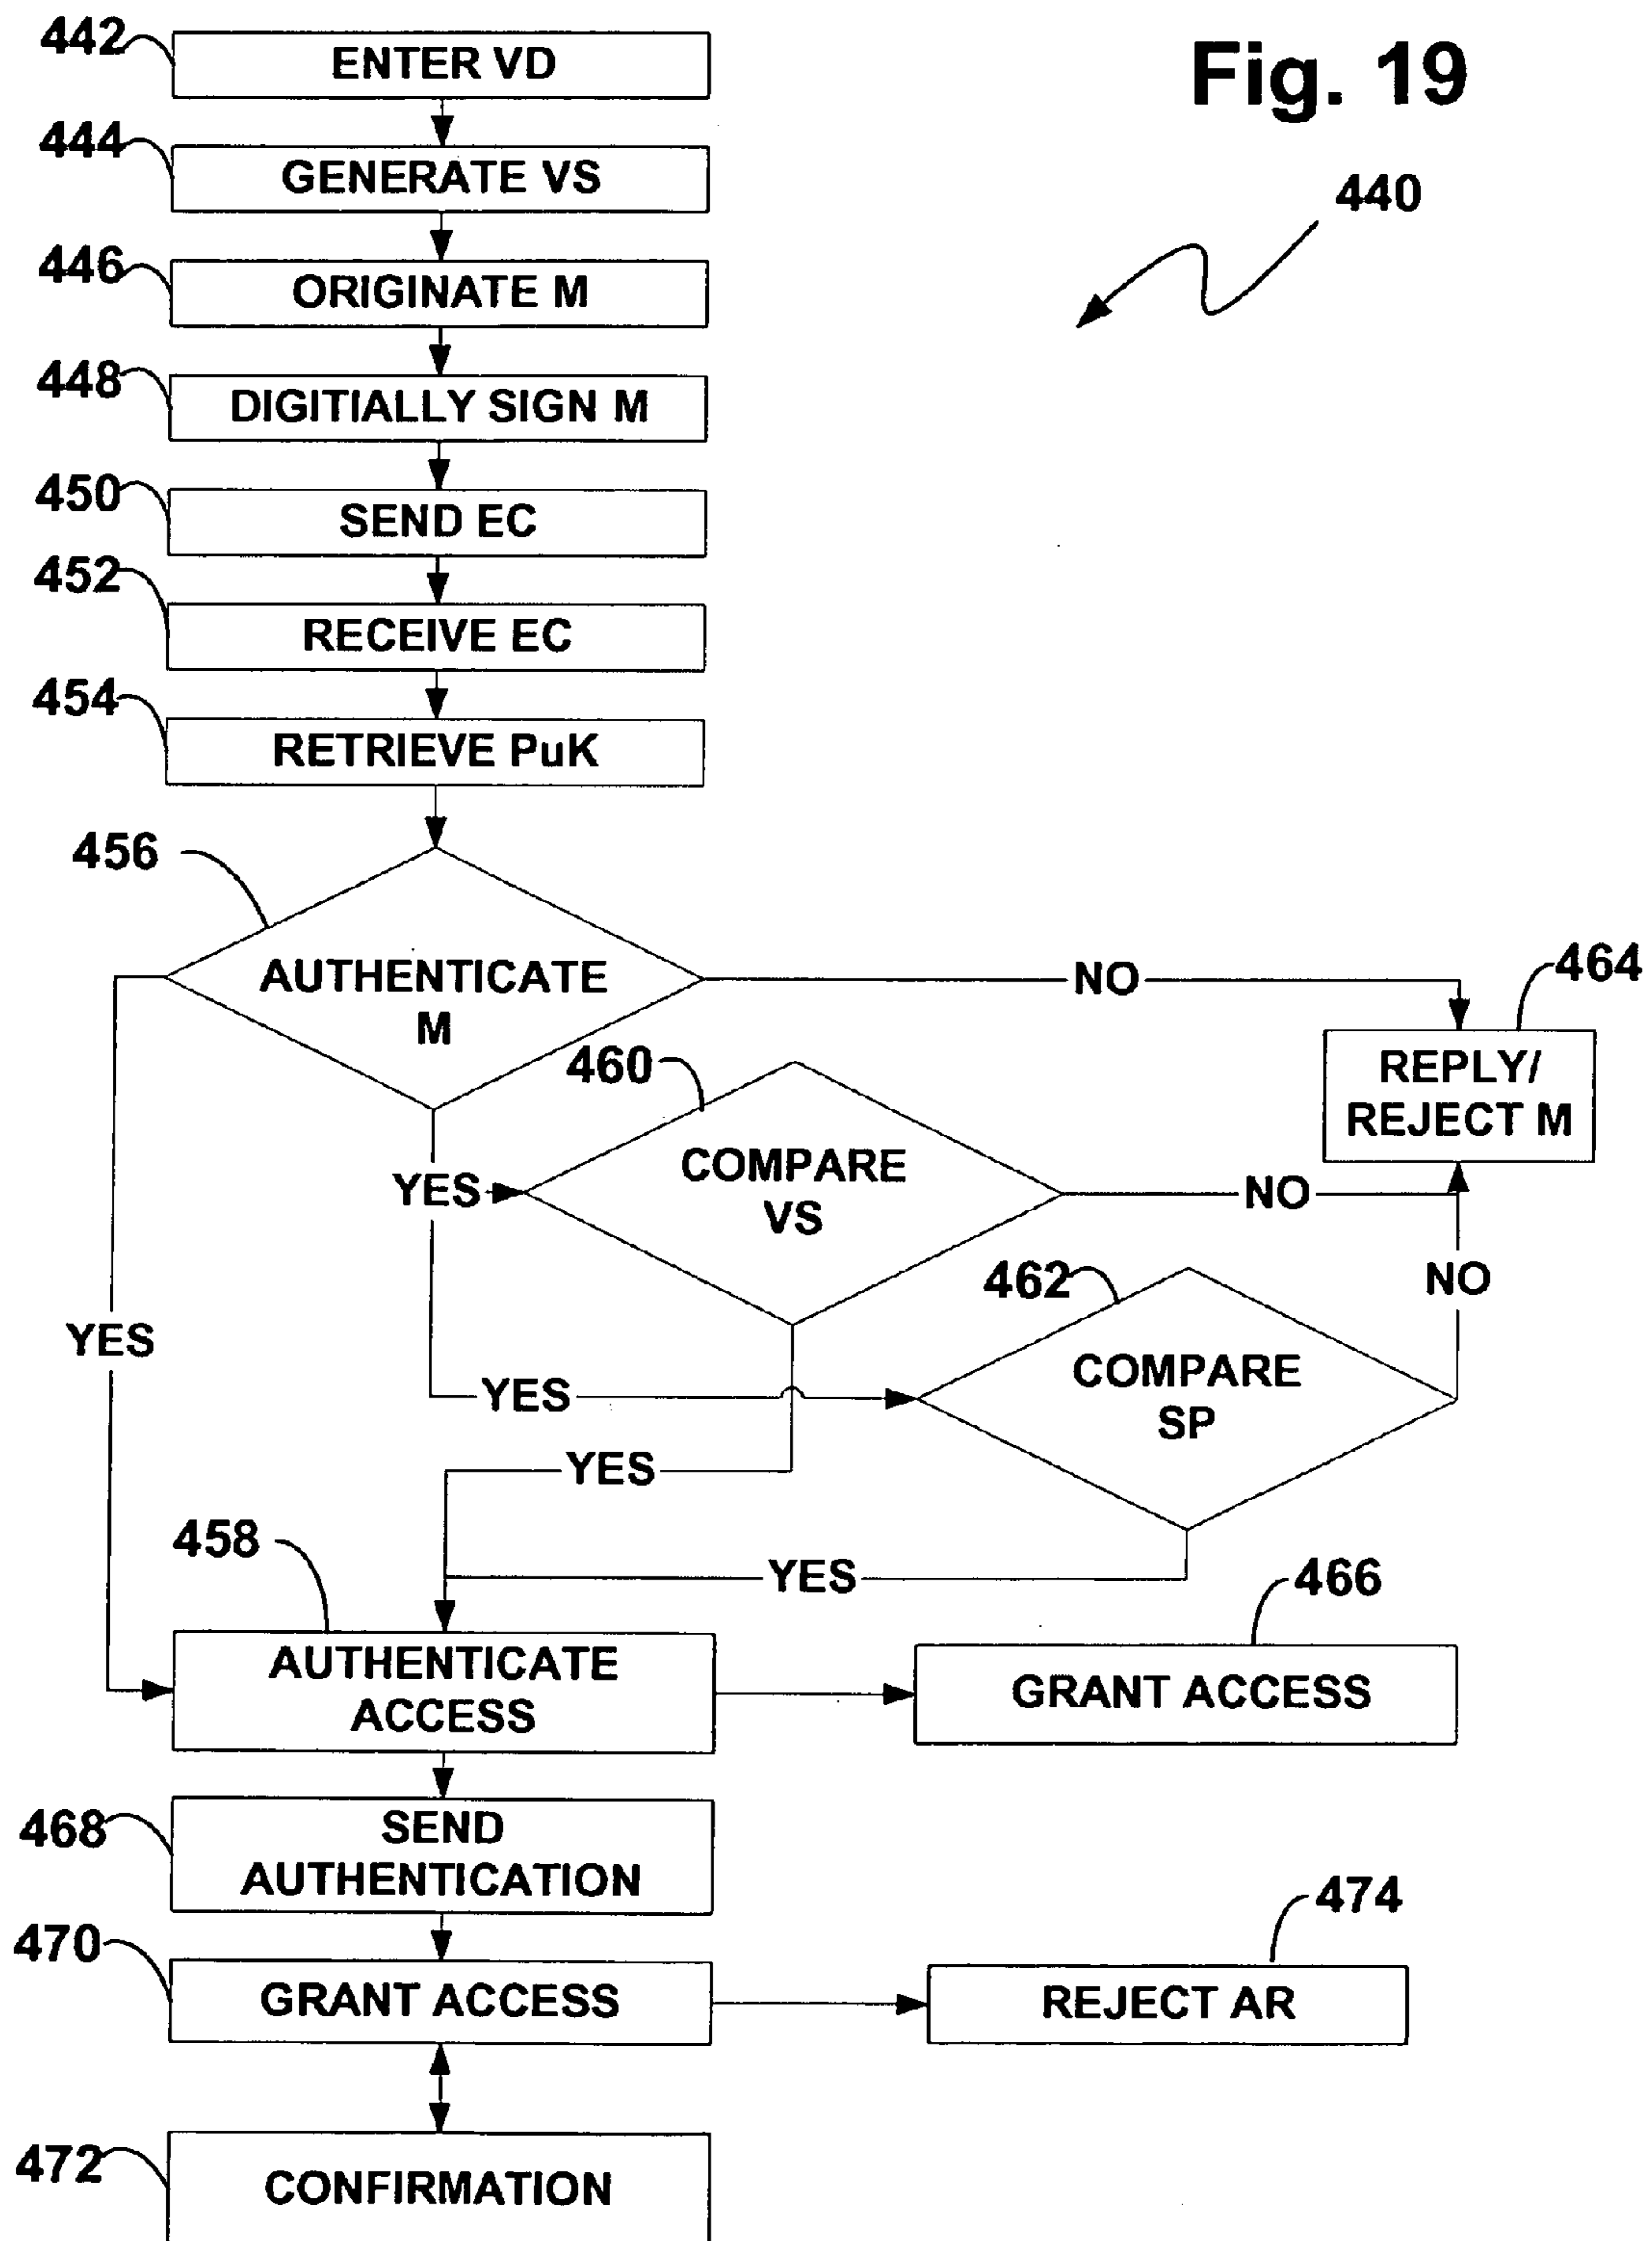 Fig. 19
440
442
ENTER VD
444
GENERATE VS
446
ORIGINATE M
448
DIGITIALLY SIGN M
450
SEND EC
452
RECEIVE EC
454
RETRIEVE PuK
456
AUTHENTICATE
M
NO
464
REPLY/
REJECT M
460
COMPARE
VS
YES
NO
462
COMPARE
SP
NO
YES
YES
YES
YES
458
AUTHENTICATE
ACCESS
466
GRANT ACCESS
468
SEND
AUTHENTICATION
470
GRANT ACCESS
474
REJECT AR
472
CONFIRMATION